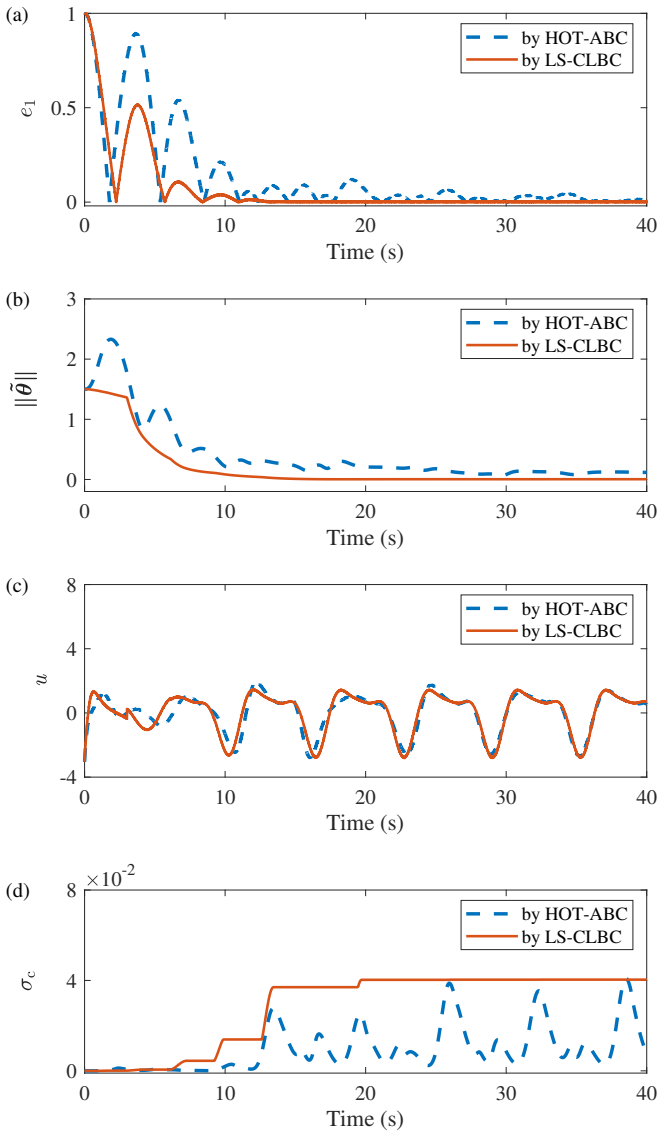 (a)
1
0.5
0
e₁
by HOT-ABC
by LS-CLBC
0 10 20 30 40
Time (s)
(b)
3
2
1
0
||θ̃||
by HOT-ABC
by LS-CLBC
0 10 20 30 40
Time (s)
(c)
8
4
0
-4
u
by HOT-ABC
by LS-CLBC
0 10 20 30 40
Time (s)
(d)
×10⁻²
8
4
0
σ_c
by HOT-ABC
by LS-CLBC
0 10 20 30 40
Time (s)